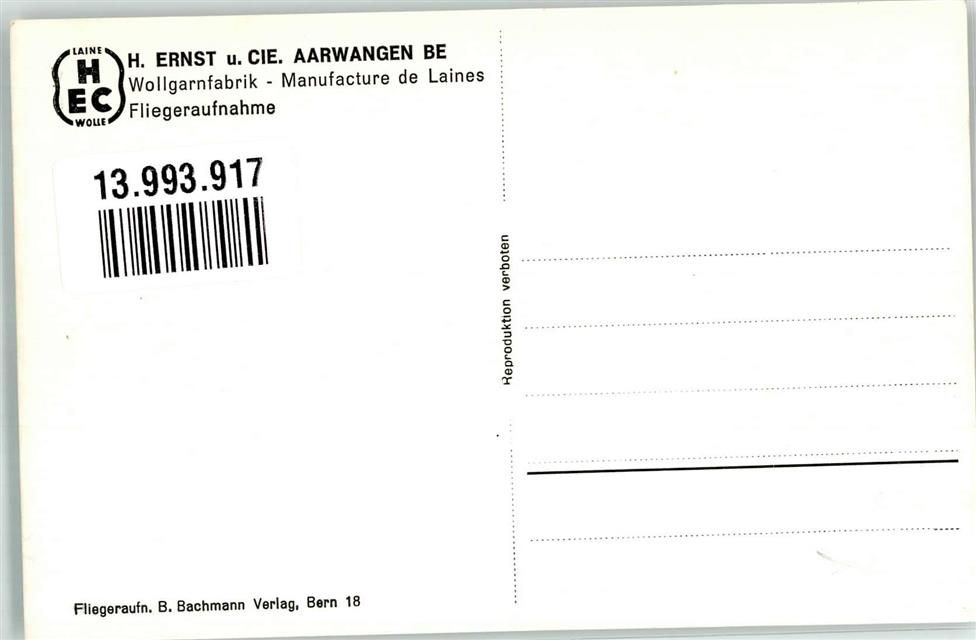 LAINE
H
EC
WOLLE
H. ERNST u. CIE. AARWANGEN BE
Wollgarnfabrik - Manufacture de Laines
Fliegeraufnahme
13.993.917
Reproduktion verboten
Fliegeraufn. B. Bachmann Verlag, Bern 18